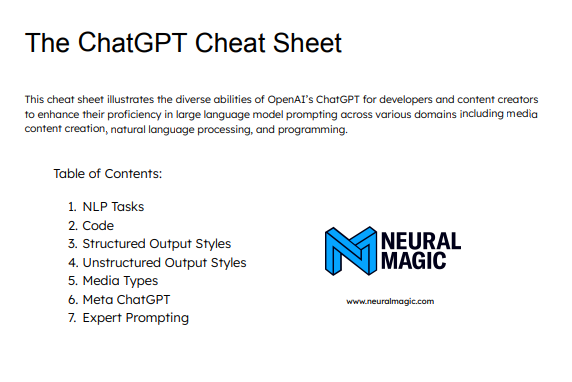 The ChatGPT Cheat Sheet
This cheat sheet illustrates the diverse abilities of OpenAI's ChatGPT for developers and content creators
to enhance their proficiency in large language model prompting across various domains including media
content creation, natural language processing, and programming.
Table of Contents:
1. NLP Tasks
2. Code
3. Structured Output Styles
4. Unstructured Output Styles
5. Media Types
6. Meta ChatGPT
7. Expert Prompting
NEURAL
MAGIC
www.neuralmagic.com